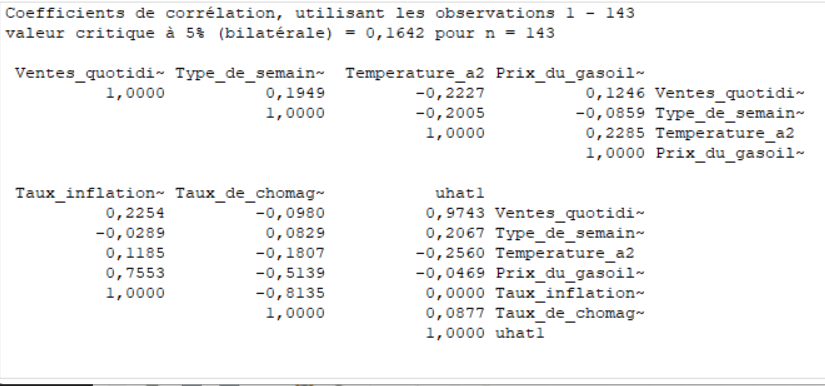 Coefficients de corrélation, utilisant les observations 1 - 143
valeur critique à 5% (bilatérale) = 0,1642 pour n = 143
Ventes_quotidi~ Type_de_semain~ Temperature_a2 Prix_du_gasoil~
1,0000 0,1949 -0,2227 0,1246 Ventes_quotidi~
1,0000 -0,2005 -0,0859 Type_de_semain~
1,0000 0,2285 Temperature_a2
1,0000 Prix_du_gasoil~
Taux_inflation~ Taux_de_chomag~ uhat1
0,2254 -0,0980 0,9743 Ventes_quotidi~
-0,0289 0,0829 0,2067 Type_de_semain~
0,1185 -0,1807 -0,2560 Temperature_a2
0,7553 -0,5139 -0,0469 Prix_du_gasoil~
1,0000 -0,8135 0,0000 Taux_inflation~
1,0000 0,0877 Taux_de_chomag~
1,0000 uhat1